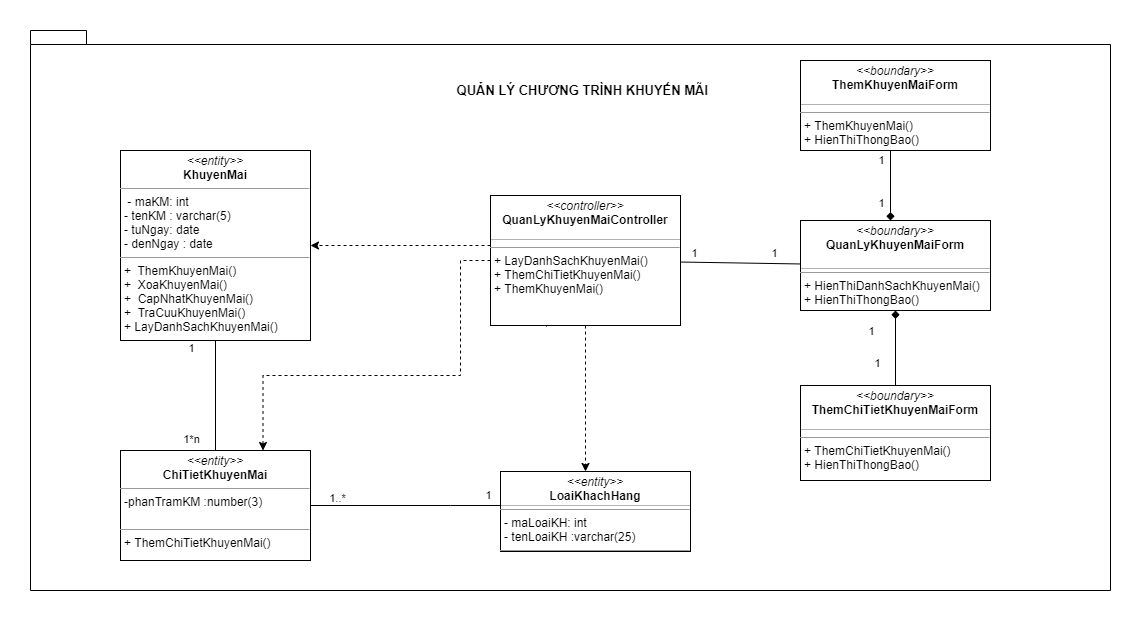 QUẢN LÝ CHƯƠNG TRÌNH KHUYẾN MÃI
<<entity>>
KhuyenMai
- maKM: int
- tenKM : varchar(5)
- tuNgay: date
- denNgay : date
+ ThemKhuyenMai()
+ XoaKhuyenMai()
+ CapNhatKhuyenMai()
+ TraCuuKhuyenMai()
+ LayDanhSachKhuyenMai()
1
1*n
<<entity>>
ChiTietKhuyenMai
-phanTramKM :number(3)
+ ThemChiTietKhuyenMai()
1..*
1
<<controller>>
QuanLyKhuyenMaiController
+ LayDanhSachKhuyenMai()
+ ThemChiTietKhuyenMai()
+ ThemKhuyenMai()
1
1
<<entity>>
LoaiKhachHang
- maLoaiKH: int
- tenLoaiKH :varchar(25)
<<boundary>>
ThemKhuyenMaiForm
+ ThemKhuyenMai()
+ HienThiThongBao()
1
1
<<boundary>>
QuanLyKhuyenMaiForm
+ HienThiDanhSachKhuyenMai()
+ HienThiThongBao()
1
1
<<boundary>>
ThemChiTietKhuyenMaiForm
+ ThemChiTietKhuyenMai()
+ HienThiThongBao()